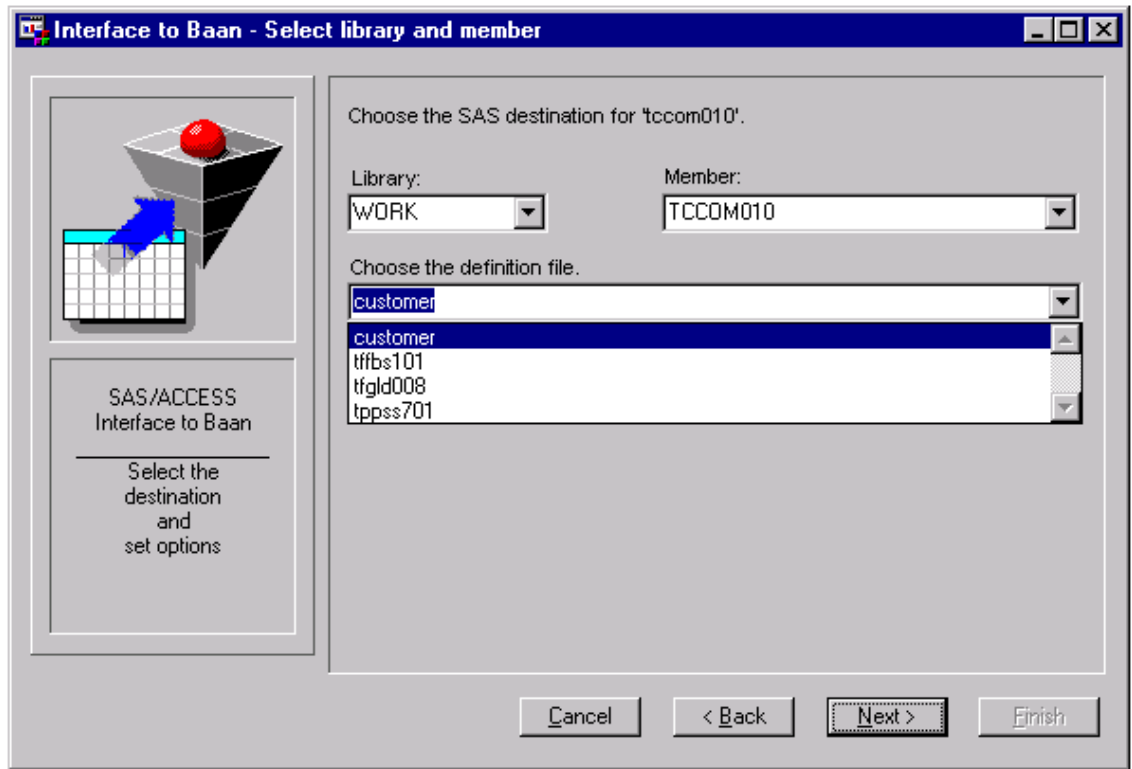 Interface to Baan - Select library and member
Choose the SAS destination for 'tccom010'.
Library:
Member:
WORK
TCCOM010
Choose the definition file.
customer
customer
tffbs101
tfgld008
tppss701
SAS/ACCESS
Interface to Baan
Select the
destination
and
set options
Cancel
< Back
Next >
Finish